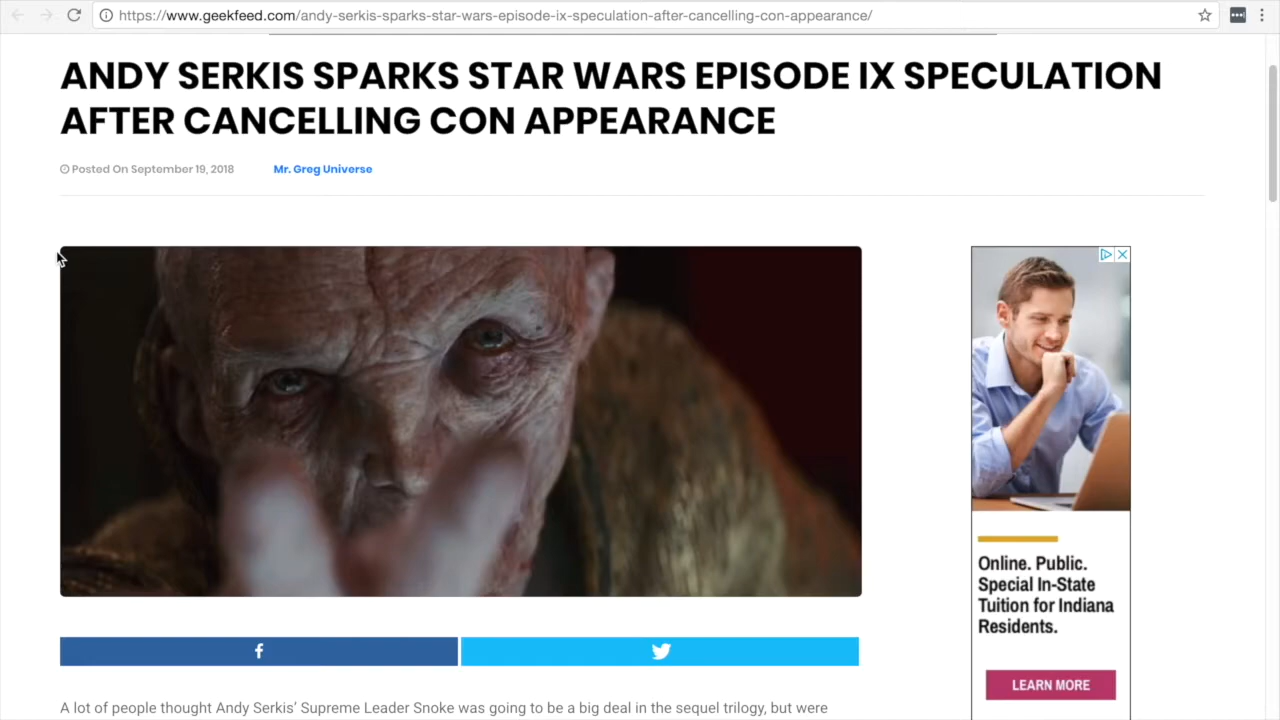 https://www.geekfeed.com/andy-serkis-sparks-star-wars-episode-ix-speculation-after-cancelling-con-appearance/
ANDY SERKIS SPARKS STAR WARS EPISODE IX SPECULATION
AFTER CANCELLING CON APPEARANCE
Posted On September 19, 2018 Mr. Greg Universe
Online. Public.
Special In-State
Tuition for Indiana
Residents.
LEARN MORE
A lot of people thought Andy Serkis’ Supreme Leader Snoke was going to be a big deal in the sequel trilogy, but were